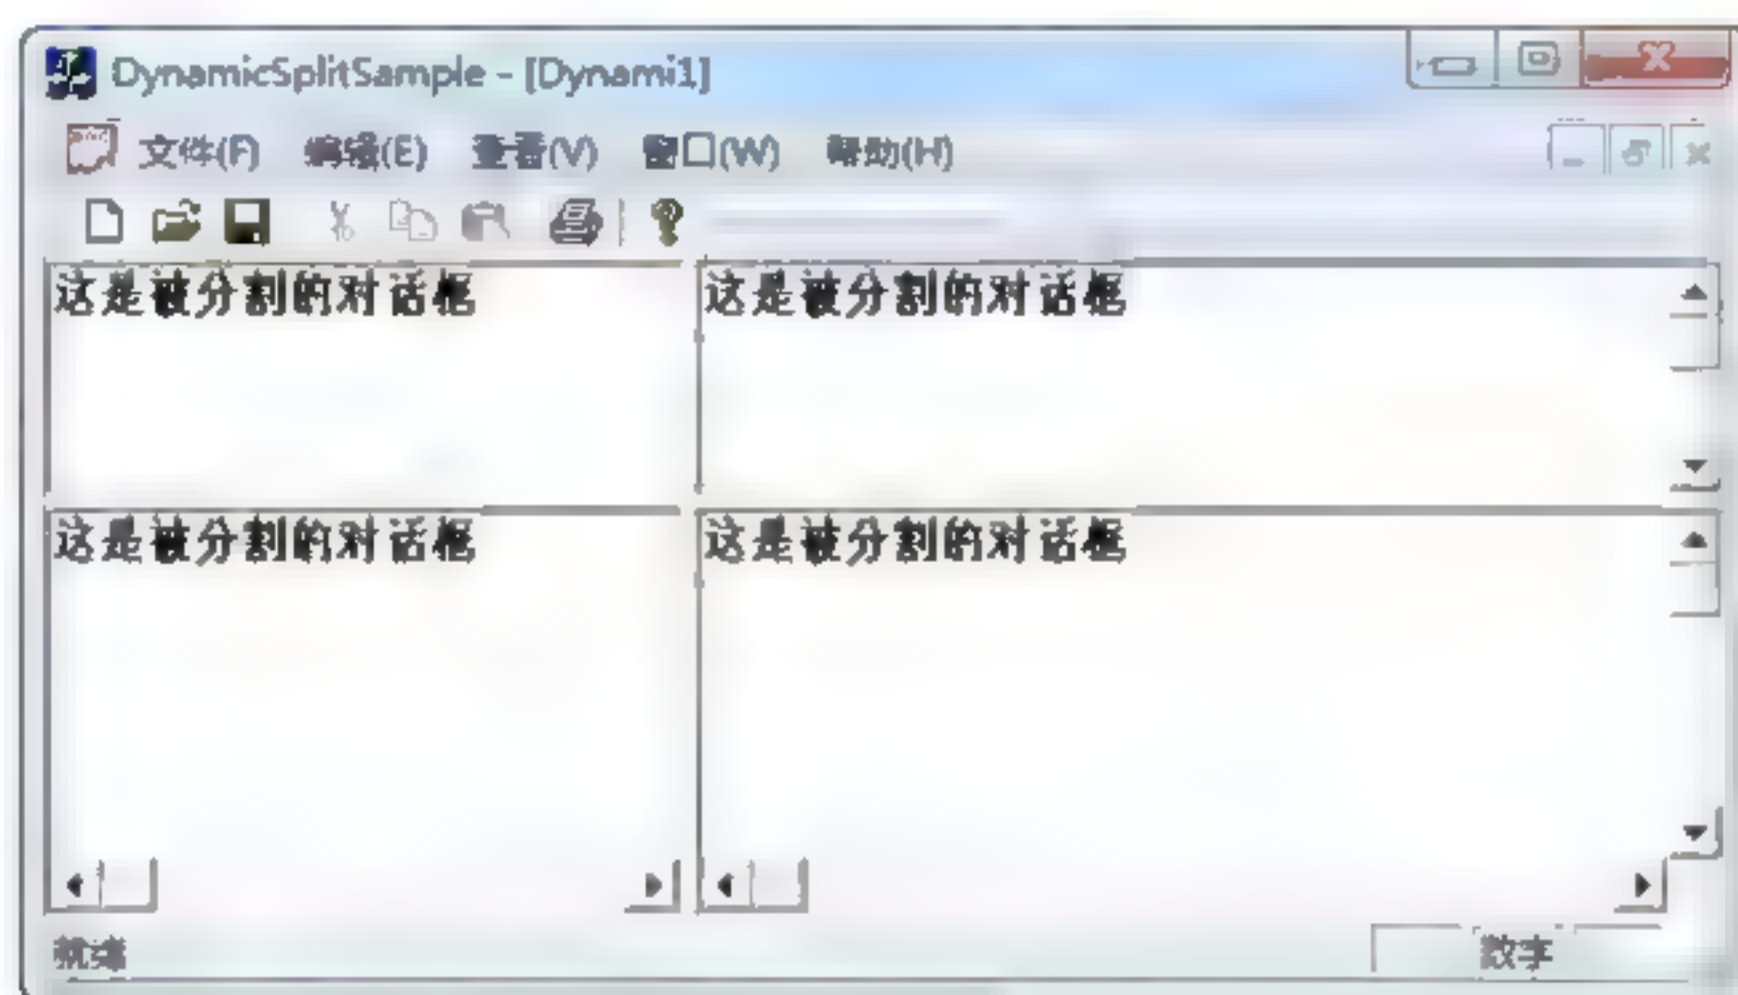 DynamicSplitSample - [Dynami1]
文件(F) 编辑(E) 查看(V) 窗口(W) 帮助(H)
这是被分割的对话框 这是被分割的对话框
这是被分割的对话框 这是被分割的对话框
就绪 数字